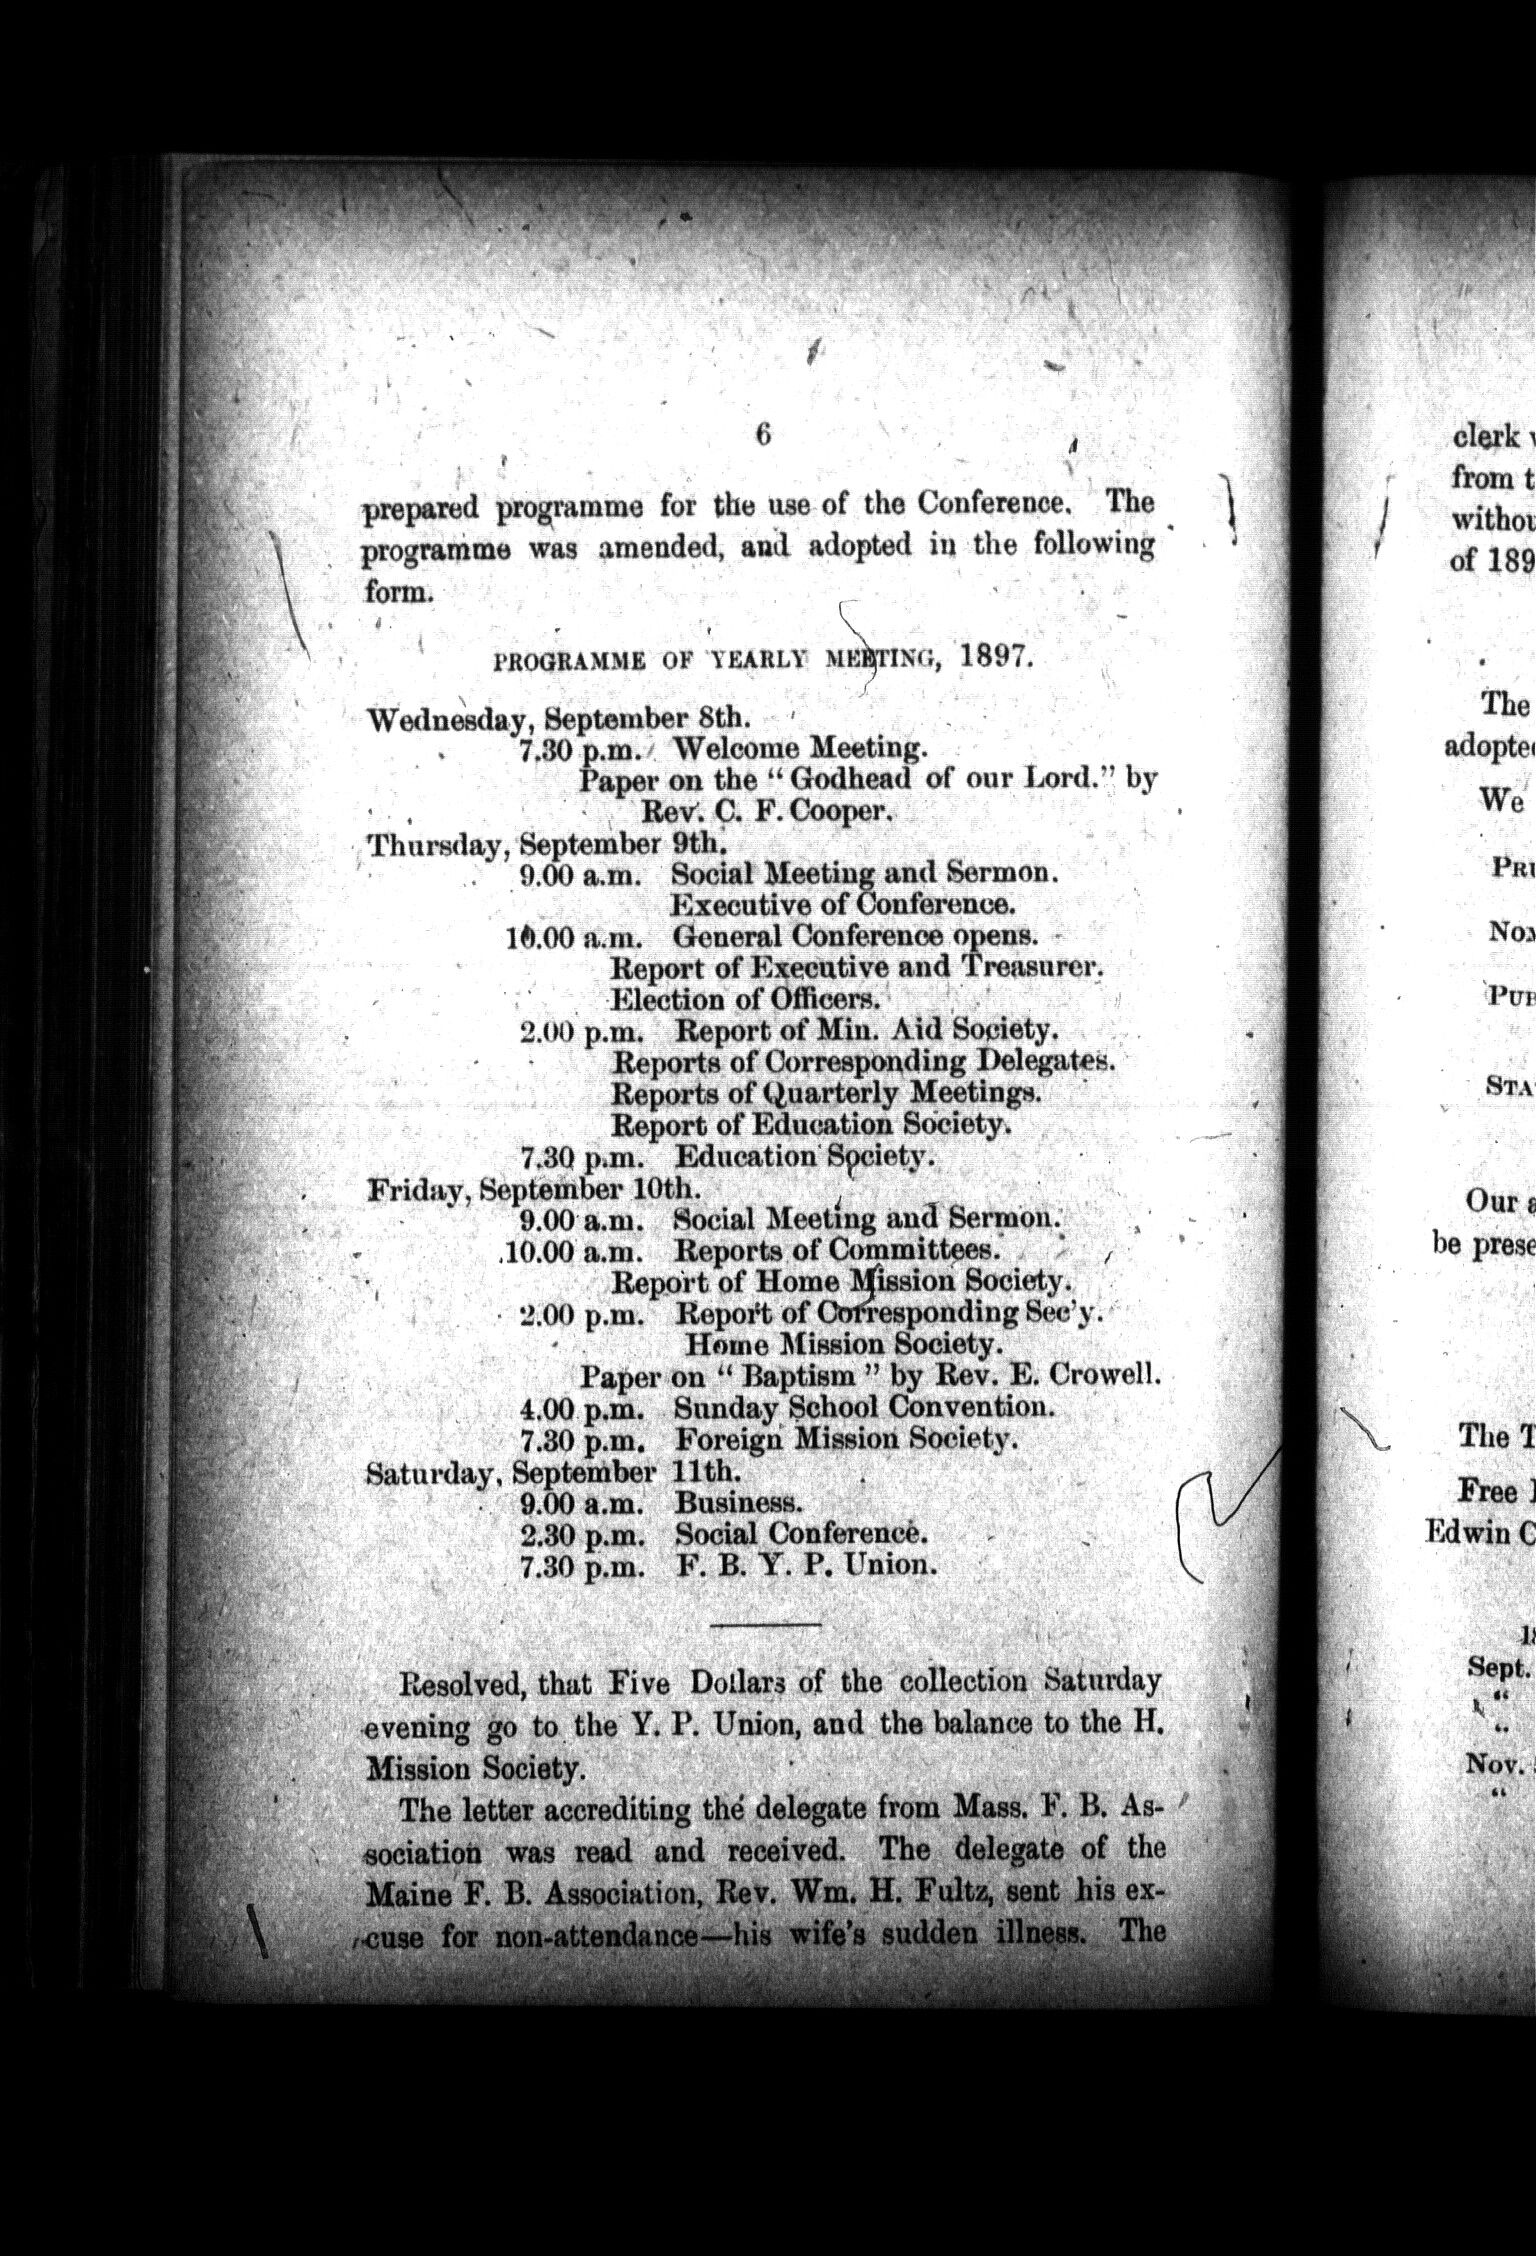 6
prepared programme for the use of the Conference. The
programme was amended, and adopted in the following
form.
PROGRAMME OF YEARLY MEETING, 1897.
Wednesday, September 8th.
7.30 p.m. Welcome Meeting.
Paper on the "Godhead of our Lord." by
Rev. C. F. Cooper.
Thursday, September 9th.
9.00 a.m. Social Meeting and Sermon.
Executive of Conference.
10.00 a.m. General Conference opens.
Report of Executive and Treasurer.
Election of Officers.
2.00 p.m. Report of Min. Aid Society.
Reports of Corresponding Delegates.
Reports of Quarterly Meetings.
Report of Education Society.
7.30 p.m. Education Society.
Friday, September 10th.
9.00 a.m. Social Meeting and Sermon.
10.00 a.m. Reports of Committees.
Report of Home Mission Society.
2.00 p.m. Report of Corresponding Sec'y.
Home Mission Society.
Paper on "Baptism" by Rev. E. Crowell.
4.00 p.m. Sunday School Convention.
7.30 p.m. Foreign Mission Society.
Saturday, September 11th.
9.00 a.m. Business.
2.30 p.m. Social Conference.
7.30 p.m. F. B. Y. P. Union.
Resolved, that Five Dollars of the collection Saturday
evening go to the Y. P. Union, and the balance to the H.
Mission Society.
The letter accrediting the delegate from Mass. F. B. As-
sociation was read and received. The delegate of the
Maine F. B. Association, Rev. Wm. H. Fultz, sent his ex-
cuse for non-attendance—his wife's sudden illness. The
clerk
from
of 189
The
We
Our
The
Free
Edwin
Sept.
"
"
Nov.
"